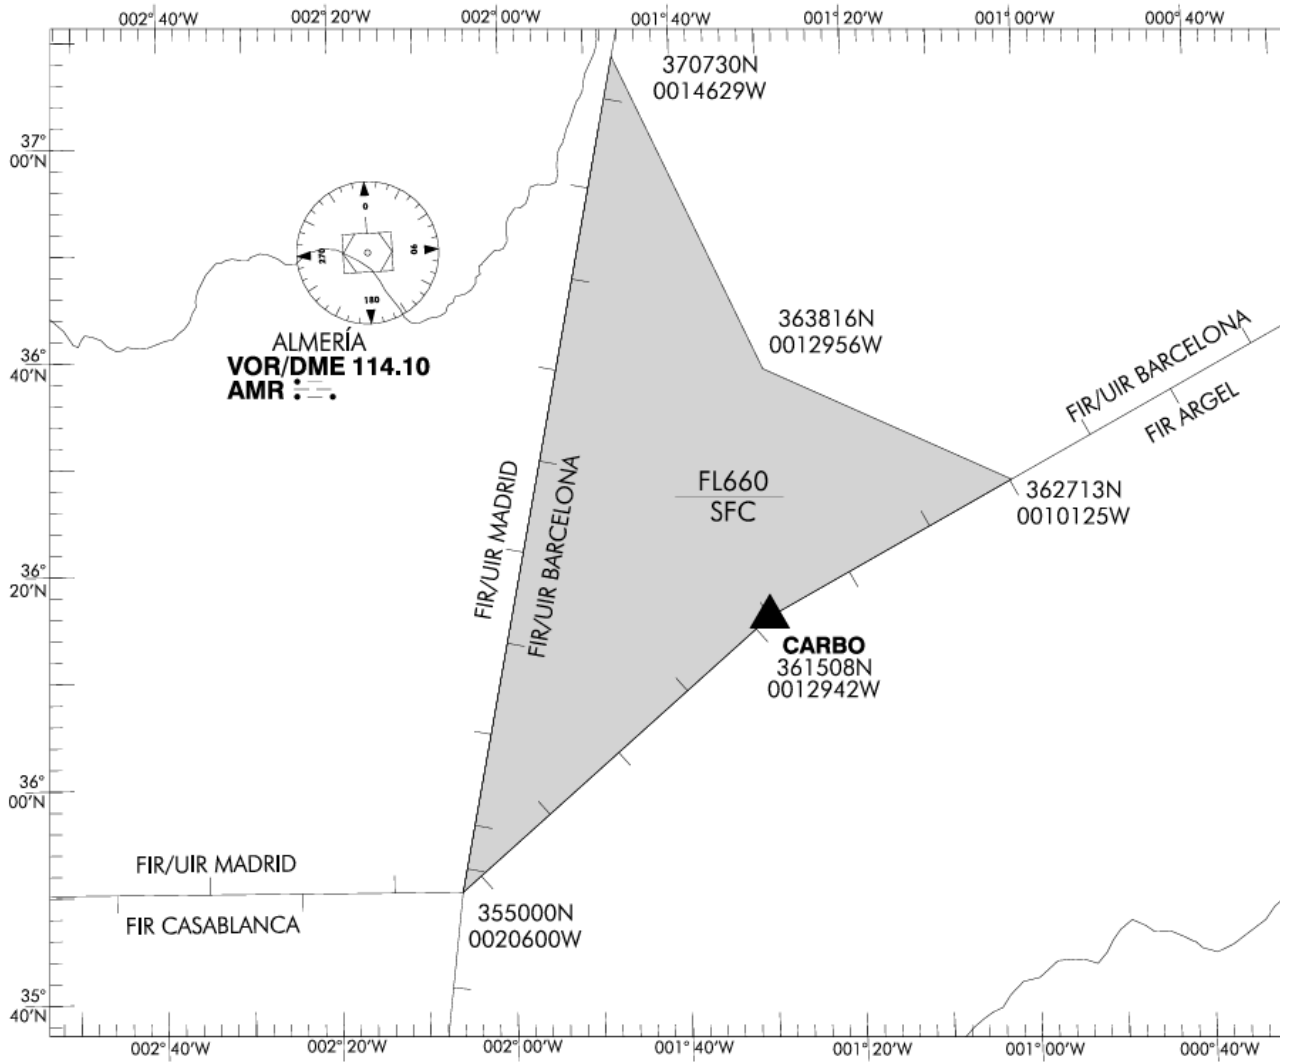 002°40'W 002°20'W 002°00'W 001°40'W 001°20'W 001°00'W 000°40'W
370730N
0014629W
37°
00'N
0
270
90
180
363816N
0012956W
ALMERÍA
VOR/DME 114.10
AMR
36°
40'N
FIR/UIR BARCELONA
FIR ARGEL
FIR/UIR MADRID
FIR/UIR BARCELONA
FL660
SFC
362713N
0010125W
36°
20'N
CARBO
361508N
0012942W
36°
00'N
FIR/UIR MADRID
FIR CASABLANCA
355000N
0020600W
35°
40'N
002°40'W 002°20'W 002°00'W 001°40'W 001°20'W 001°00'W 000°40'W